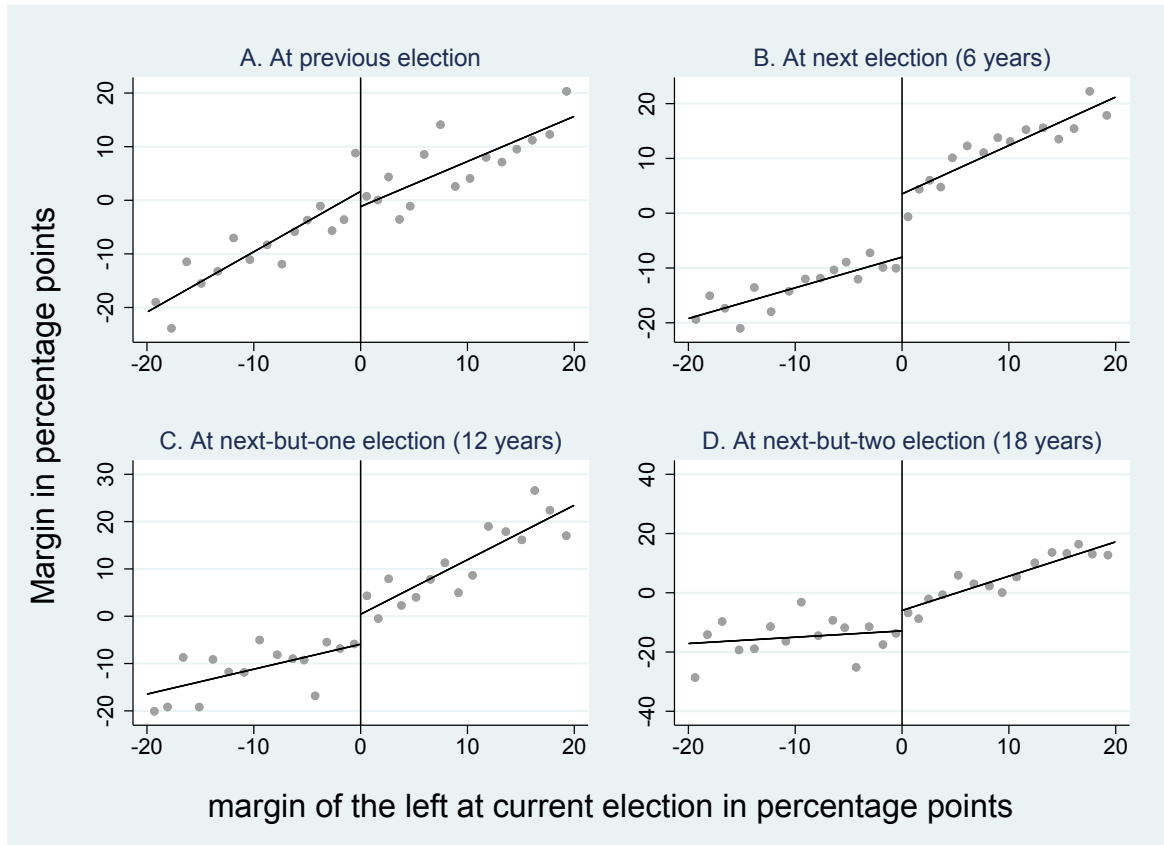 A. At previous election
B. At next election (6 years)
20
10
0
-10
-20
-20 -10 0 10 20
20
10
0
-10
-20
-20 -10 0 10 20
Margin in percentage points
C. At next-but-one election (12 years)
D. At next-but-two election (18 years)
30
20
10
0
-10
-20
-20 -10 0 10 20
40
20
0
-20
-40
-20 -10 0 10 20
margin of the left at current election in percentage points